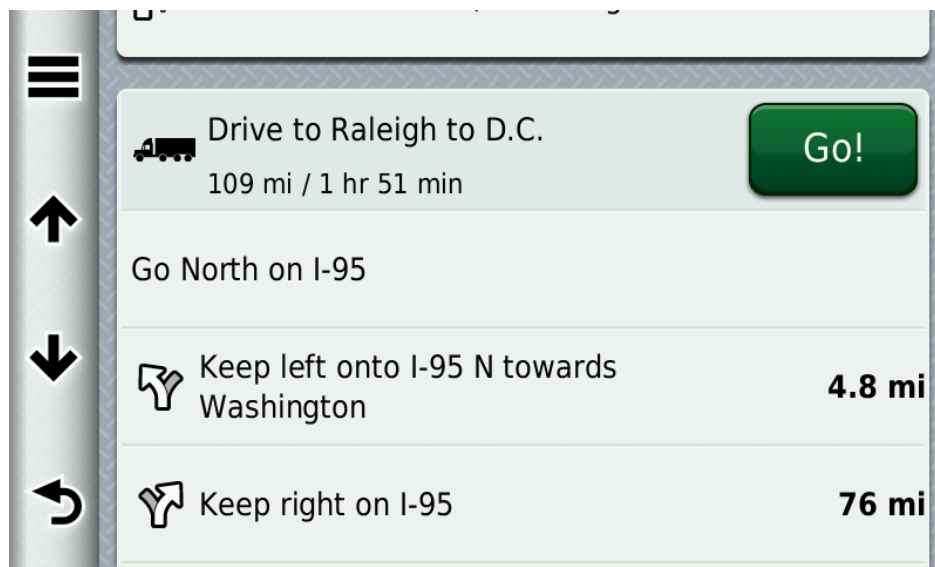 Drive to Raleigh to D.C.
Go!
109 mi / 1 hr 51 min
Go North on I-95
Keep left onto I-95 N towards
Washington
4.8 mi
Keep right on I-95
76 mi